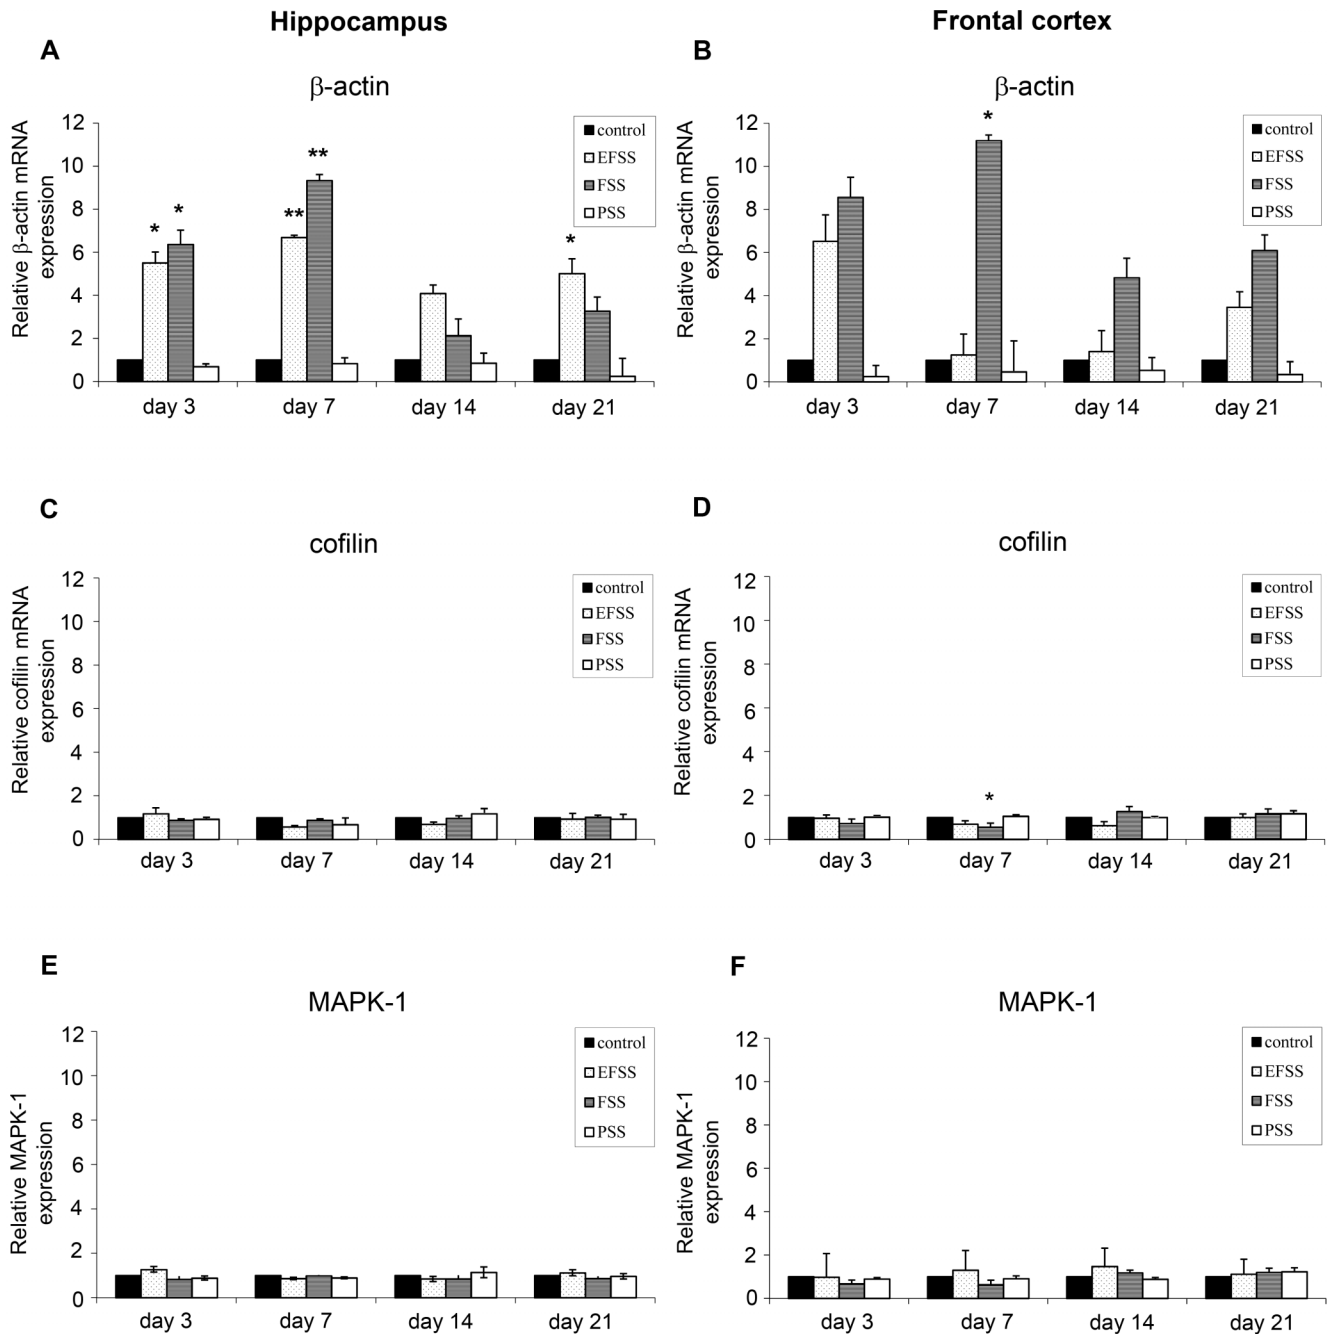 Hippocampus
Frontal cortex
A
β-actin
Relative β-actin mRNA
expression
12
10
8
6
4
2
0
control
EFSS
FSS
PSS
*
*
**
**
*
day 3
day 7
day 14
day 21
B
β-actin
Relative β-actin mRNA
expression
12
10
8
6
4
2
0
control
EFSS
FSS
PSS
*
day 3
day 7
day 14
day 21
C
cofilin
Relative cofilin mRNA
expression
12
10
8
6
4
2
0
control
EFSS
FSS
PSS
day 3
day 7
day 14
day 21
D
cofilin
Relative cofilin mRNA
expression
12
10
8
6
4
2
0
control
EFSS
FSS
PSS
*
day 3
day 7
day 14
day 21
E
MAPK-1
Relative MAPK-1
expression
12
10
8
6
4
2
0
control
EFSS
FSS
PSS
day 3
day 7
day 14
day 21
F
MAPK-1
Relative MAPK-1
expression
12
10
8
6
4
2
0
control
EFSS
FSS
PSS
day 3
day 7
day 14
day 21